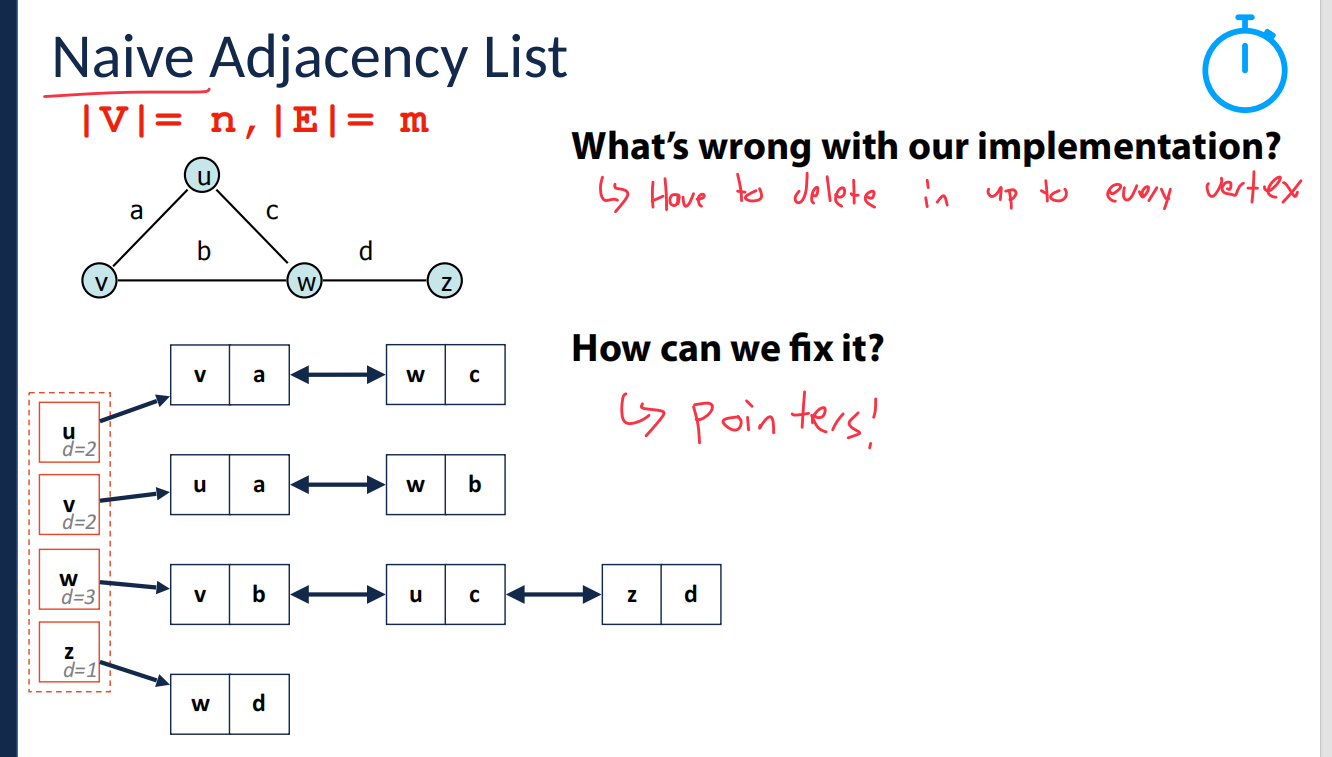 Naive Adjacency List
|V|= n,|E|= m
What's wrong with our implementation?
↳ Have to delete in up to every vertex
u
a
c
b
d
v
w
z
How can we fix it?
↳ Pointers!
v a w c
u
d=2
u a w b
v
d=2
w
d=3
v b u c z d
z
d=1
w d